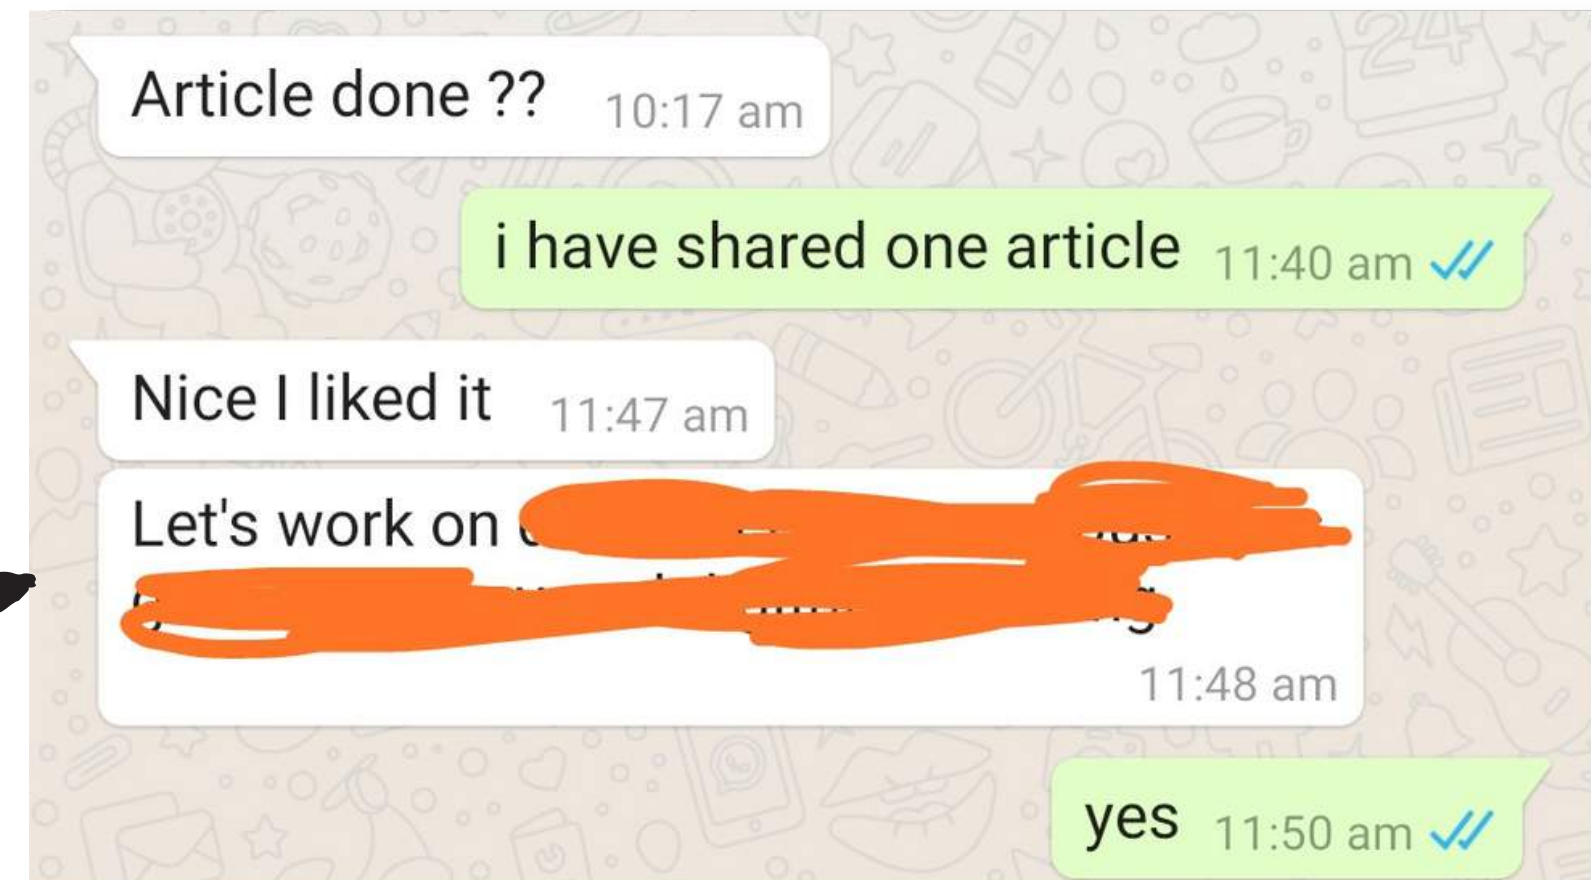 Article done ?? 10:17 am
i have shared one article 11:40 am
Nice I liked it 11:47 am
Let's work on
11:48 am
yes 11:50 am